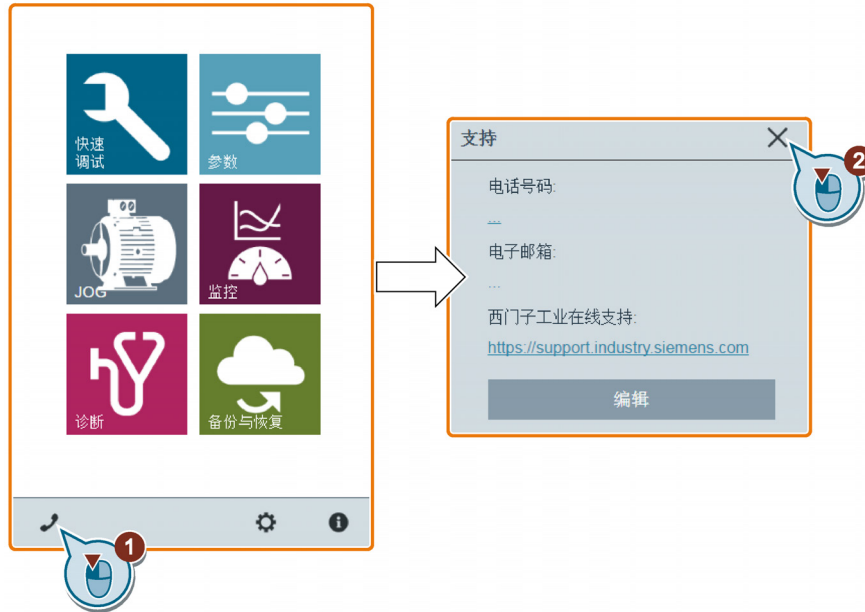 快速
调试
参数
JOG
监控
诊断
备份与恢复
1
支持
2
电话号码:
...
电子邮箱:
...
西门子工业在线支持:
https://support.industry.siemens.com
编辑